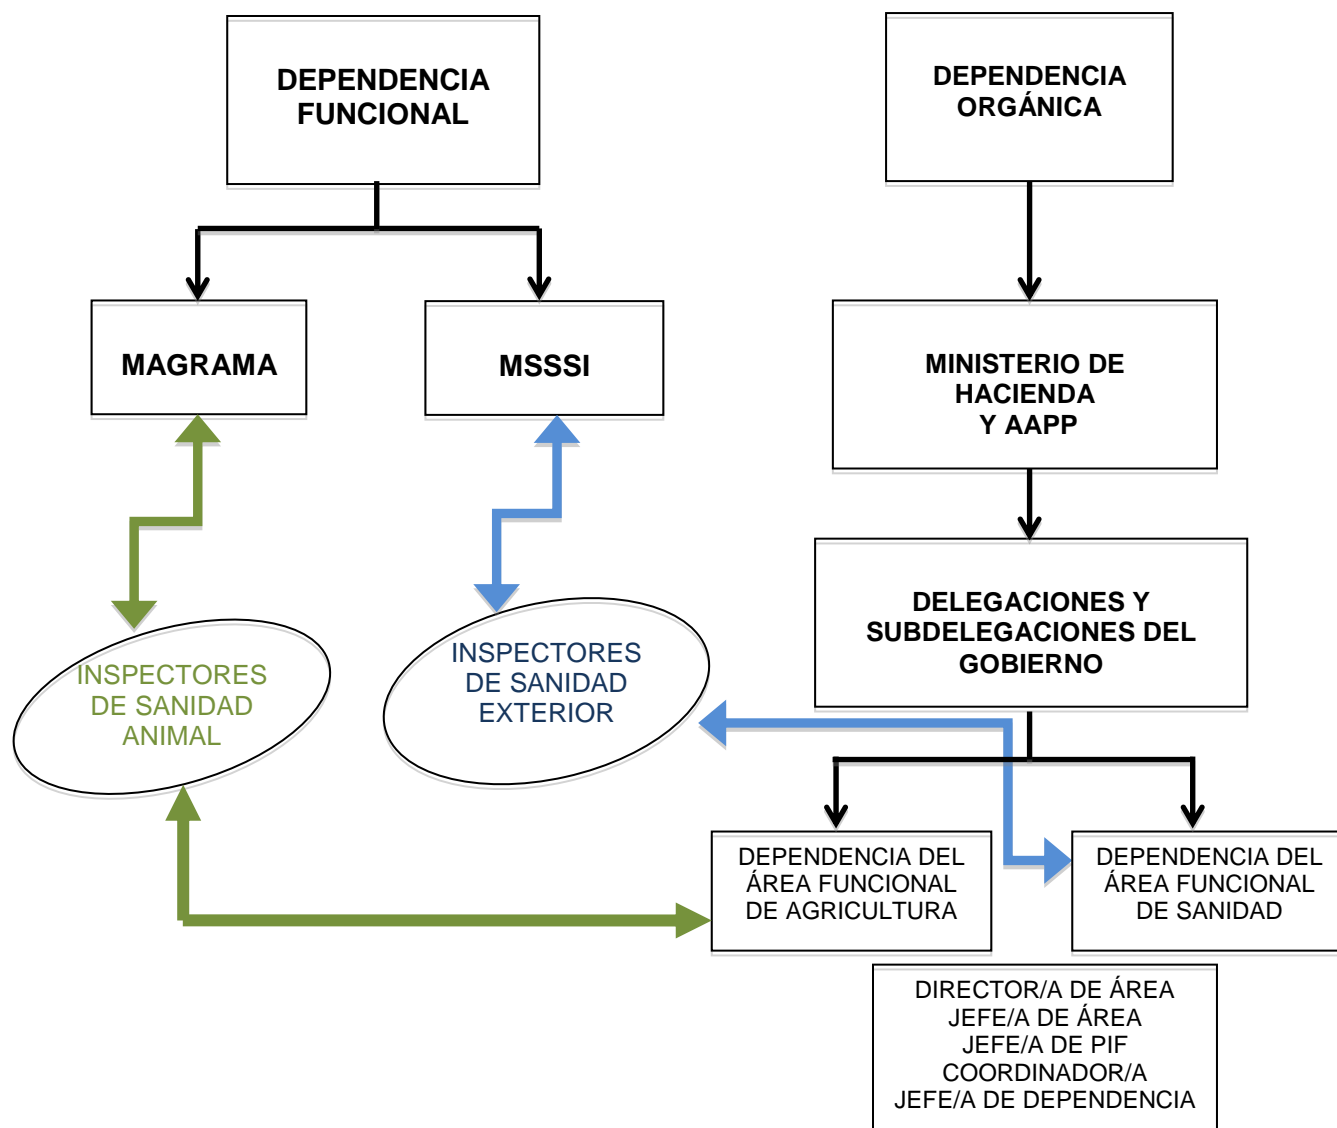 DEPENDENCIA
FUNCIONAL
DEPENDENCIA
ORGÁNICA
MAGRAMA
MSSSI
MINISTERIO DE
HACIENDA
Y AAPP
DELEGACIONES Y
SUBDELEGACIONES DEL
GOBIERNO
INSPECTORES
DE SANIDAD
ANIMAL
INSPECTORES
DE SANIDAD
EXTERIOR
DEPENDENCIA DEL
ÁREA FUNCIONAL
DE AGRICULTURA
DEPENDENCIA DEL
ÁREA FUNCIONAL
DE SANIDAD
DIRECTOR/A DE ÁREA
JEFE/A DE ÁREA
JEFE/A DE PIF
COORDINADOR/A
JEFE/A DE DEPENDENCIA